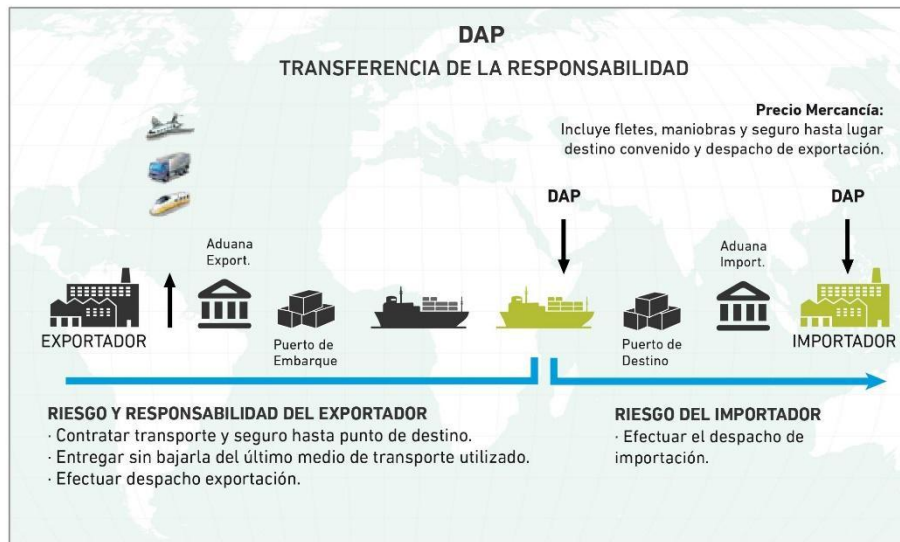 DAP
TRANSFERENCIA DE LA RESPONSABILIDAD
Precio Mercancía:
Incluye fletes, maniobras y seguro hasta lugar
destino convenido y despacho de exportación.
DAP
DAP
Aduana
Export.
Aduana
Import.
EXPORTADOR
Puerto de
Embarque
Puerto de
Destino
IMPORTADOR
RIESGO Y RESPONSABILIDAD DEL EXPORTADOR
· Contratar transporte y seguro hasta punto de destino.
· Entregar sin bajarla del último medio de transporte utilizado.
· Efectuar despacho exportación.
RIESGO DEL IMPORTADOR
· Efectuar el despacho de
importación.